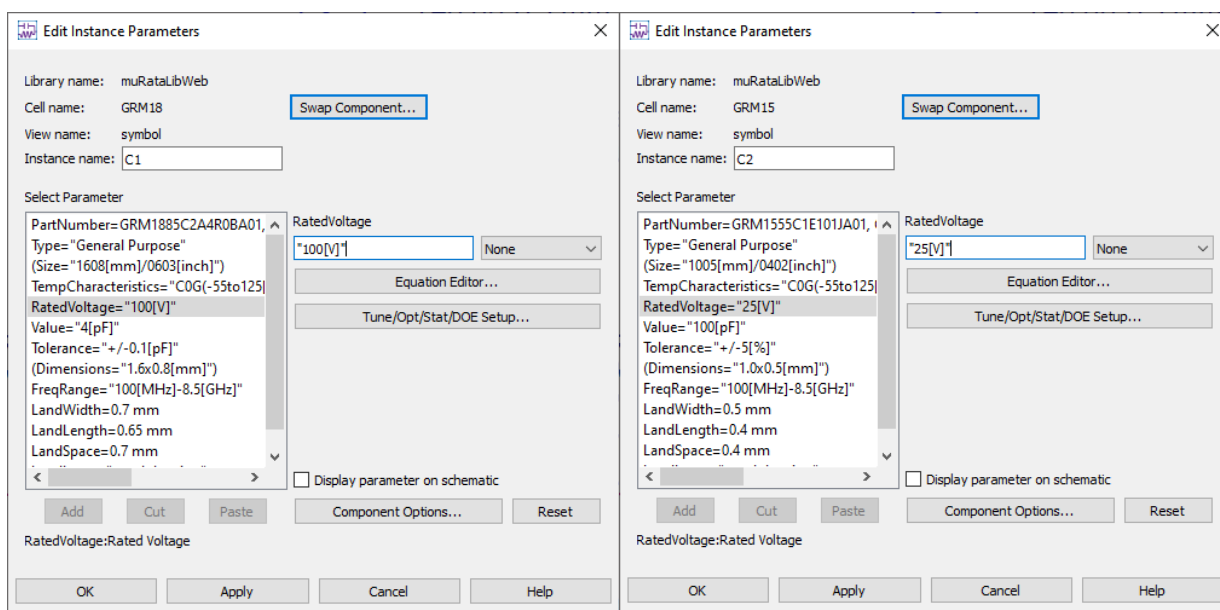 Edit Instance Parameters
Library name: muRataLibWeb
Cell name: GRM18 Swap Component...
View name: symbol
Instance name: C1
Select Parameter
PartNumber=GRM1885C2A4R0BA01,
Type="General Purpose"
(Size="1608[mm]/0603[inch]")
TempCharacteristics="C0G(-55to125[
RatedVoltage="100[V]"
Value="4[pF]"
Tolerance="+/-0.1[pF]"
(Dimensions="1.6x0.8[mm]")
FreqRange="100[MHz]-8.5[GHz]"
LandWidth=0.7 mm
LandLength=0.65 mm
LandSpace=0.7 mm
RatedVoltage
"100[V]" None
Equation Editor...
Tune/Opt/Stat/DOE Setup...
Display parameter on schematic
Add Cut Paste Component Options... Reset
RatedVoltage:Rated Voltage
OK Apply Cancel Help
Edit Instance Parameters
Library name: muRataLibWeb
Cell name: GRM15 Swap Component...
View name: symbol
Instance name: C2
Select Parameter
PartNumber=GRM1555C1E101JA01,
Type="General Purpose"
(Size="1005[mm]/0402[inch]")
TempCharacteristics="C0G(-55to125[
RatedVoltage="25[V]"
Value="100[pF]"
Tolerance="+/-5[%]"
(Dimensions="1.0x0.5[mm]")
FreqRange="100[MHz]-8.5[GHz]"
LandWidth=0.5 mm
LandLength=0.4 mm
LandSpace=0.4 mm
RatedVoltage
"25[V]" None
Equation Editor...
Tune/Opt/Stat/DOE Setup...
Display parameter on schematic
Add Cut Paste Component Options... Reset
RatedVoltage:Rated Voltage
OK Apply Cancel Help